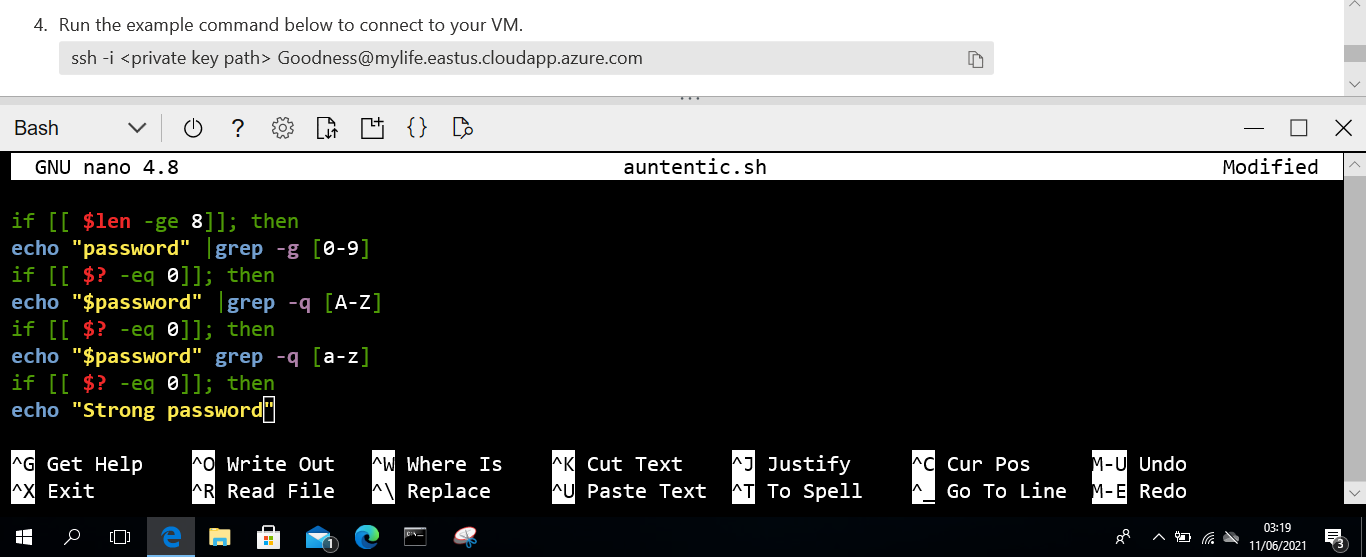 4. Run the example command below to connect to your VM.
ssh -i <private key path> Goodness@mylife.eastus.cloudapp.azure.com
Bash
?
{}
GNU nano 4.8 auntentic.sh Modified
if [[ $len -ge 8]]; then
echo "password" |grep -g [0-9]
if [[ $? -eq 0]]; then
echo "$password" |grep -q [A-Z]
if [[ $? -eq 0]]; then
echo "$password" grep -q [a-z]
if [[ $? -eq 0]]; then
echo "Strong password"
^G Get Help ^O Write Out ^W Where Is ^K Cut Text ^J Justify ^C Cur Pos M-U Undo
^X Exit ^R Read File ^\ Replace ^U Paste Text ^T To Spell ^_ Go To Line M-E Redo
1
03:19
11/06/2021
3